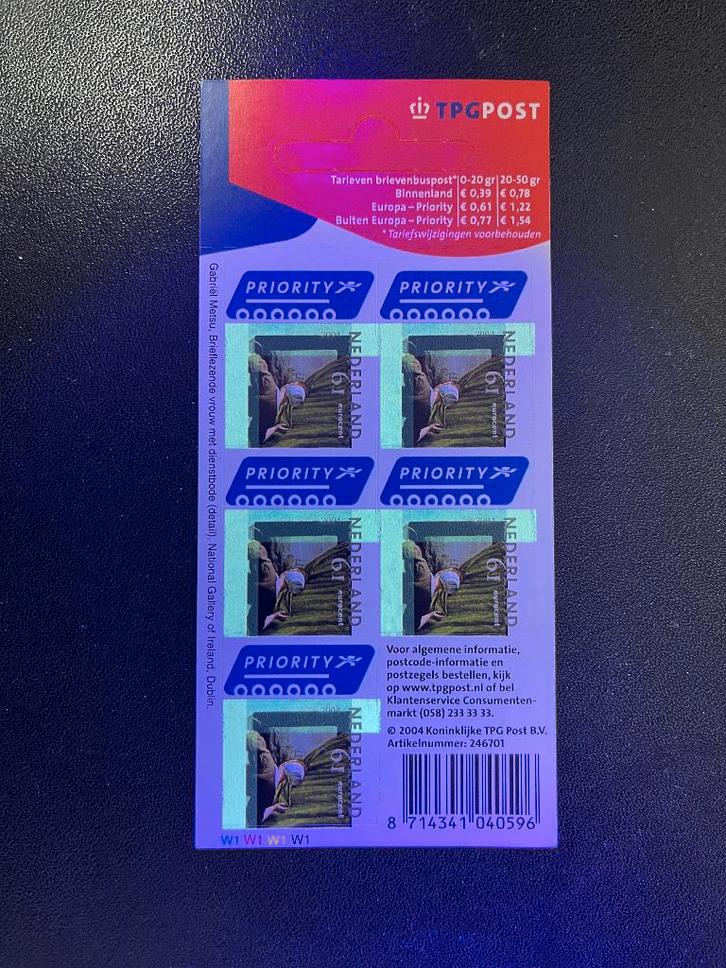 TPGPOST
Tarieven brievenbuspost* 0-20 gr 20-50 gr
Binnenland € 0,39 € 0,78
Europa – Priority € 0,61 € 1,22
Buiten Europa – Priority € 0,77 € 1,54
* Tariefswijzigingen voorbehouden
Gabriël Metsu, Brieflezende vrouw met dienstbode (detail), National Gallery of Ireland, Dublin.
PRIORITY
PRIORITY
2004
NEDERLAND
61
eurocent
2004
NEDERLAND
61
eurocent
PRIORITY
PRIORITY
2004
NEDERLAND
61
eurocent
2004
NEDERLAND
61
eurocent
PRIORITY
2004
NEDERLAND
61
eurocent
Voor algemene informatie,
postcode-informatie en
postzegels bestellen, kijk
op www.tpgpost.nl of bel
Klantenservice Consumenten-
markt (058) 233 33 33.
© 2004 Koninklijke TPG Post B.V.
Artikelnummer: 246701
8 714341 040596
W1 W1 W1 W1